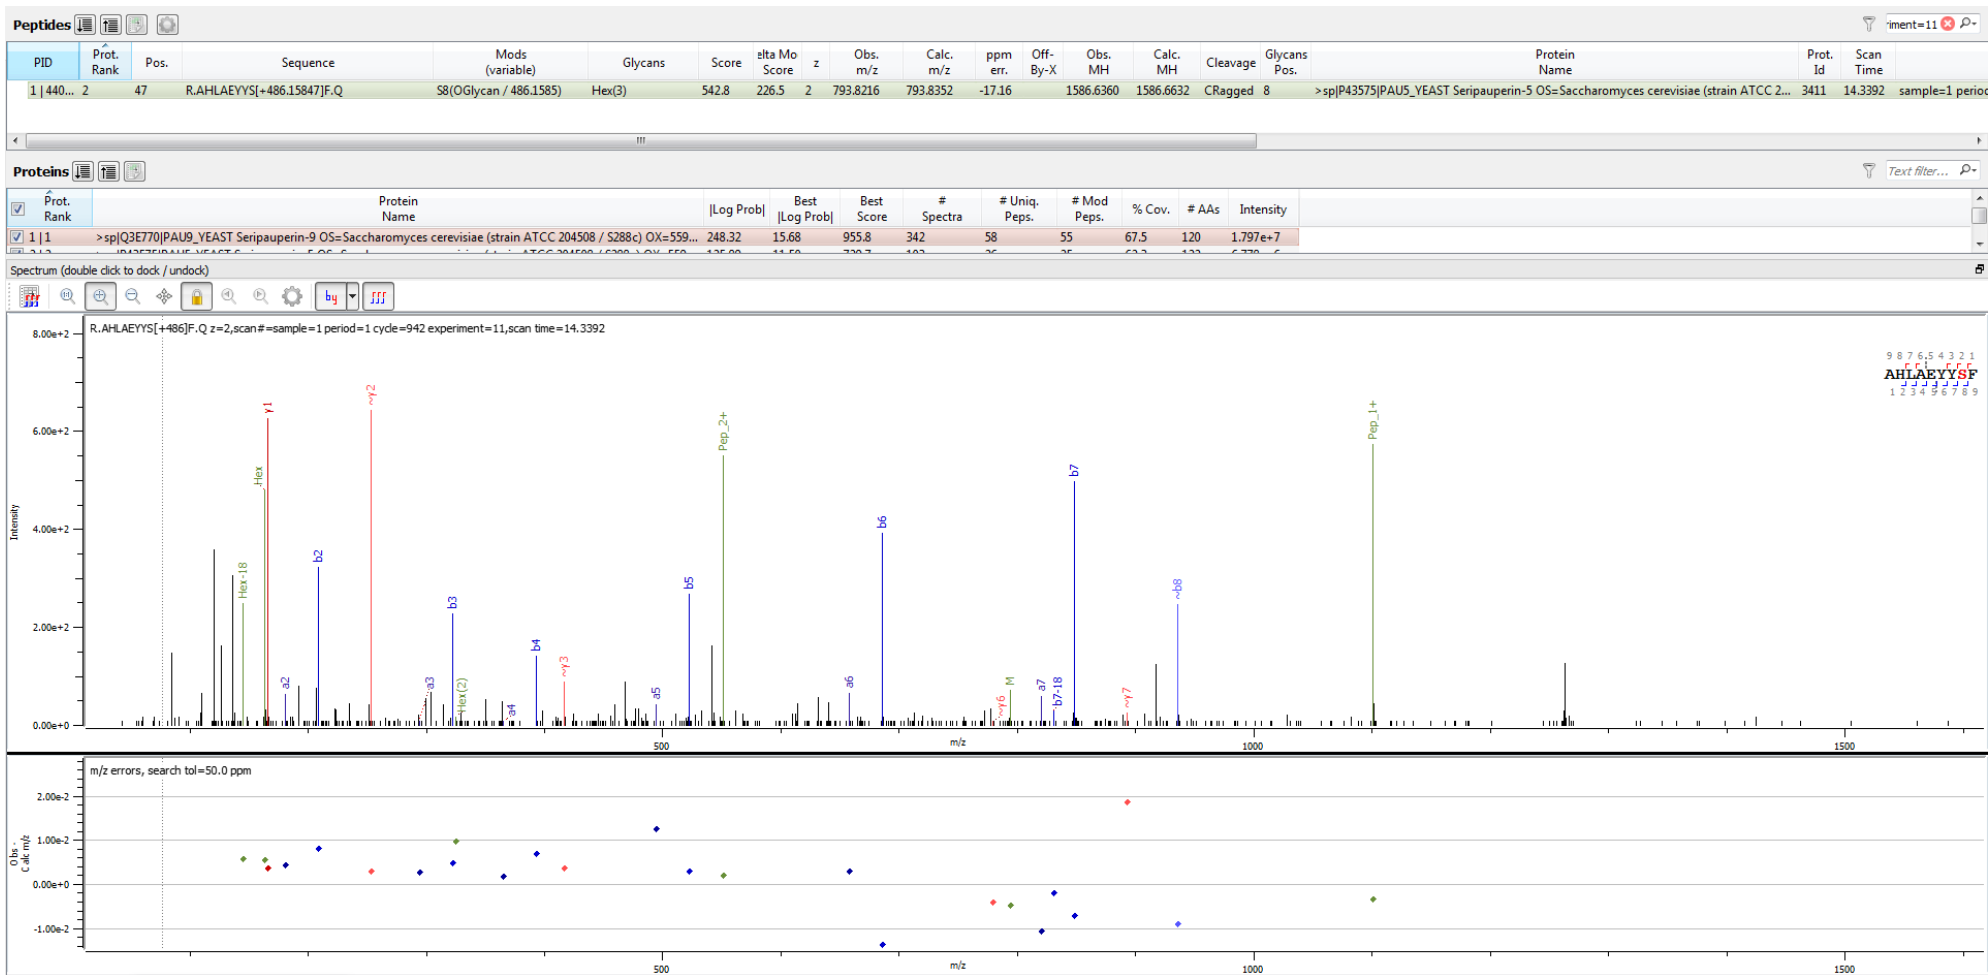 Peptides
iment=11
PID Prot. Rank Pos. Sequence Mods (variable) Glycans Score elta Mo Score z Obs. m/z Calc. m/z ppm err. Off-By-X Obs. MH Calc. MH Cleavage Glycans Pos. Protein Name Prot. Id Scan Time
1 | 440... 2 47 R.AHLAEYYS[+486.15847]F.Q S8(OGlycan / 486.1585) Hex(3) 542.8 226.5 2 793.8216 793.8352 -17.16 1586.6360 1586.6632 CRagged 8 >sp|P43575|PAU5_YEAST Seripauperin-5 OS=Saccharomyces cerevisiae (strain ATCC 2... 3411 14.3392 sample=1 perioc
Proteins
Text filter...
Prot. Rank Protein Name |Log Prob| Best |Log Prob| Best Score # Spectra # Uniq. Peps. # Mod Peps. % Cov. # AAs Intensity
1 | 1 >sp|Q3E770|PAU9_YEAST Seripauperin-9 OS=Saccharomyces cerevisiae (strain ATCC 204508 / S288c) OX=559... 248.32 15.68 955.8 342 58 55 67.5 120 1.797e+7
Spectrum (double click to dock / undock)
by
R.AHLAEYYS[+486]F.Q z=2,scan#=sample=1 period=1 cycle=942 experiment=11,scan time=14.3392
8.00e+2
6.00e+2
4.00e+2
2.00e+2
0.00e+0
Intensity
Hex-18
Hex
y1
a2
b2
~y2
a3
b3
Hex(2)
a4
b4
~y3
a5
b5
Pep_2+
a6
b6
~y6
M
a7
b7-18
b7
~y7
~b8
Pep_1+
9 8 7 6 5 4 3 2 1
AHLAEYYSF
1 2 3 4 5 6 7 8 9
500 m/z 1000 1500
m/z errors, search tol=50.0 ppm
2.00e-2
1.00e-2
0.00e+0
-1.00e-2
Obs - Calc m/z
500 m/z 1000 1500